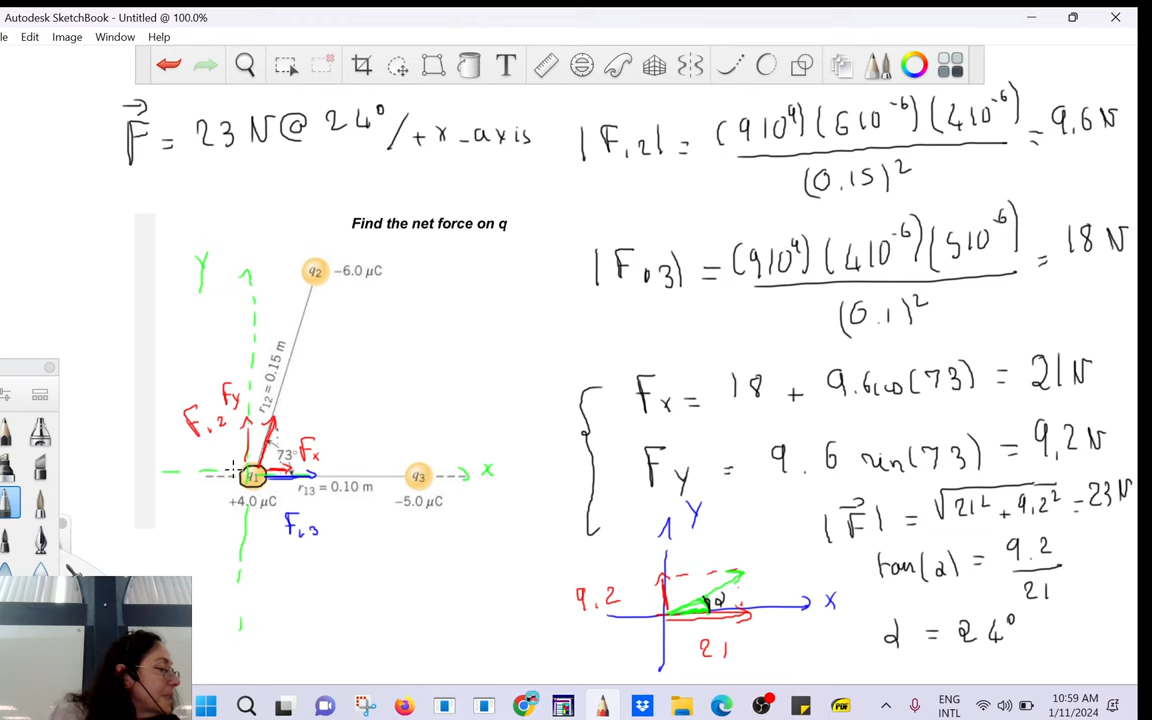 Autodesk SketchBook - Untitled @ 100.0%
le Edit Image Window Help
F = 23 N @ 24° / + x - axis
|F12| = (9 10^9) (6 10^-6) (4 10^-6) / (0.15)^2 = 9,6 N
Find the net force on q
|F13) = (9 10^9) (4 10^-6) (5 10^-6) / (0.1)^2 = 18 N
Y
q2 -6.0 μC
r12 = 0.15 m
Fy
F12
73°
Fx
q1
q3
x
+4.0 μC
r13 = 0.10 m
-5.0 μC
F13
Fx = 18 + 9.6 cos(73) = 21 N
Fy = 9.6 sin(73) = 9,2 N
|F| = √21² + 9,2² = 23 N
tan(α) = 9.2 / 21
α = 24°
Y
9.2
α
X
21
ENG
INTL
10:59 AM
1/11/2024
PDF